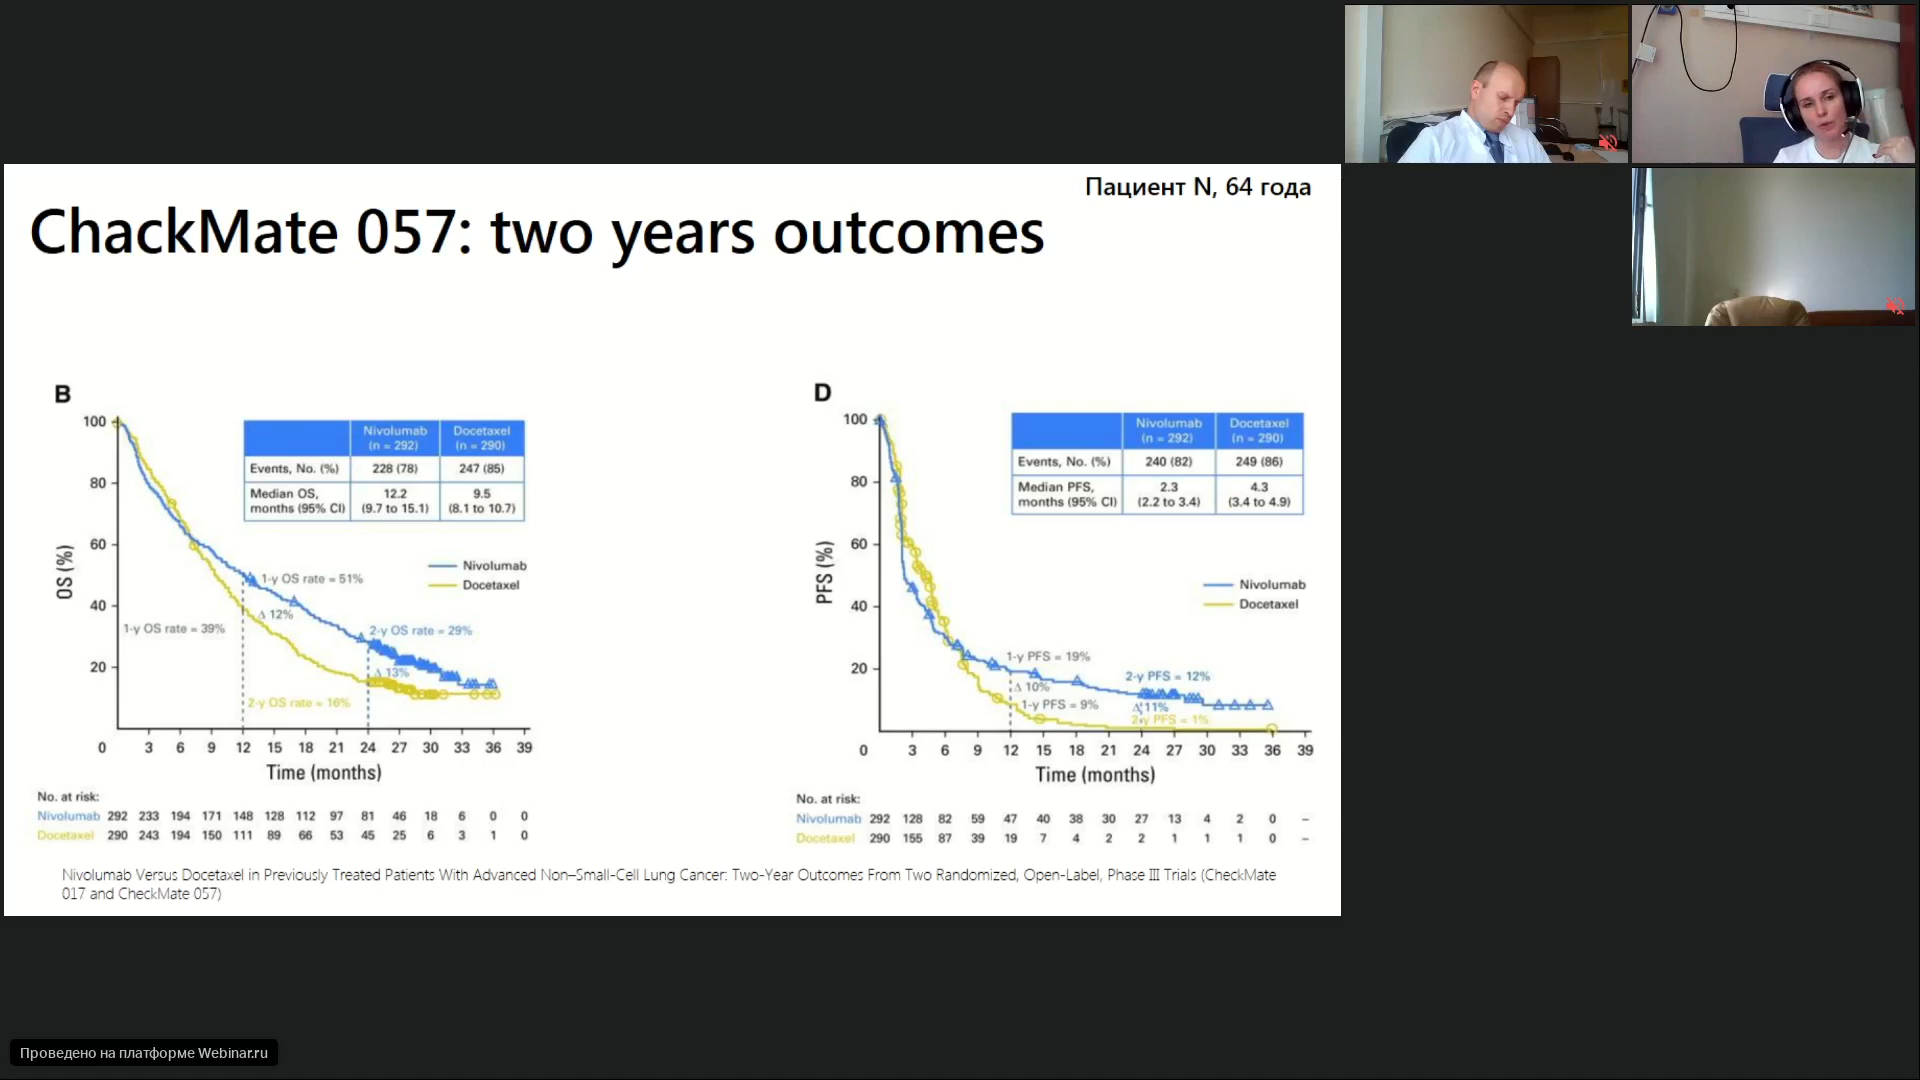 Пациент N, 64 года
ChackMate 057: two years outcomes
B
Nivolumab Docetaxel
(n = 292) (n = 290)
Events, No. (%) 228 (78) 247 (85)
Median OS, 12.2 9.5
months (95% CI) (9.7 to 15.1) (8.1 to 10.7)
OS (%)
100
80
60
40
20
Nivolumab
Docetaxel
1-y OS rate = 51%
Δ 12%
1-y OS rate = 39%
2-y OS rate = 29%
Δ 13%
2-y OS rate = 16%
0 3 6 9 12 15 18 21 24 27 30 33 36 39
Time (months)
No. at risk:
Nivolumab 292 233 194 171 148 128 112 97 81 46 18 6 0 0
Docetaxel 290 243 194 150 111 89 66 53 45 25 6 3 1 0
D
Nivolumab Docetaxel
(n = 292) (n = 290)
Events, No. (%) 240 (82) 249 (86)
Median PFS, 2.3 4.3
months (95% CI) (2.2 to 3.4) (3.4 to 4.9)
PFS (%)
100
80
60
40
20
Nivolumab
Docetaxel
1-y PFS = 19%
Δ 10%
1-y PFS = 9%
2-y PFS = 12%
Δ 11%
2-y PFS = 1%
0 3 6 9 12 15 18 21 24 27 30 33 36 39
Time (months)
No. at risk:
Nivolumab 292 128 82 59 47 40 38 30 27 13 4 2 0 –
Docetaxel 290 155 87 39 19 7 4 2 2 1 1 1 0 –
Nivolumab Versus Docetaxel in Previously Treated Patients With Advanced Non–Small-Cell Lung Cancer: Two-Year Outcomes From Two Randomized, Open-Label, Phase III Trials (CheckMate
017 and CheckMate 057)
Проведено на платформе Webinar.ru